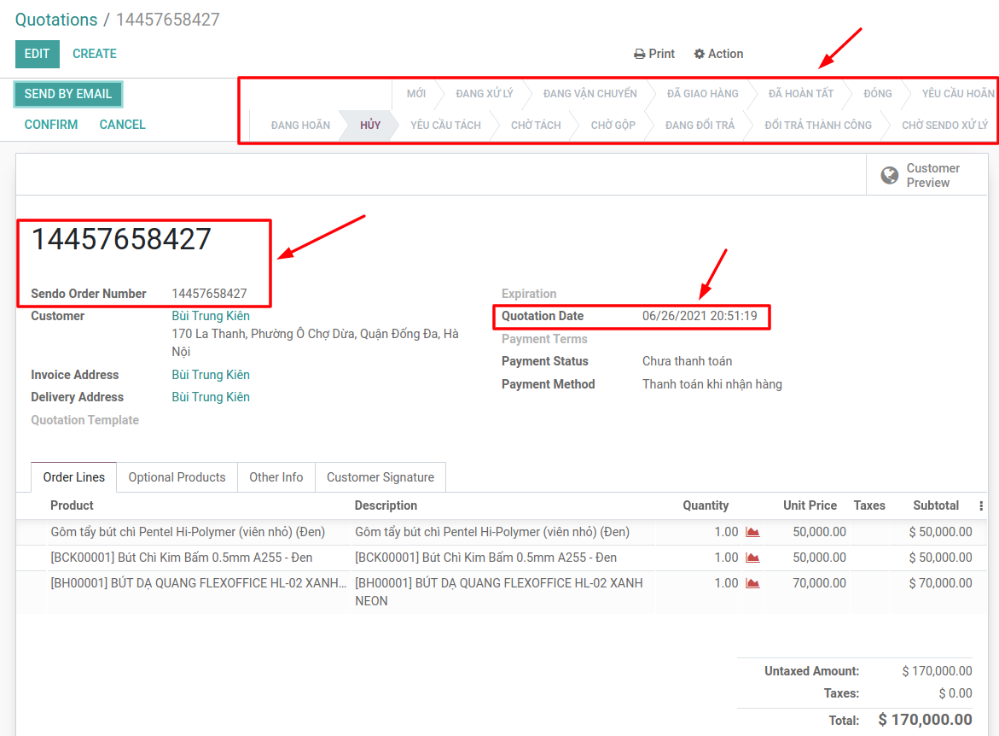 Quotations / 14457658427
EDIT CREATE Print Action
SEND BY EMAIL
CONFIRM CANCEL
MỚI ĐANG XỬ LÝ ĐANG VẬN CHUYỂN ĐÃ GIAO HÀNG ĐÃ HOÀN TẤT ĐÓNG YÊU CẦU HOÃN
ĐANG HOÃN HỦY YÊU CẦU TÁCH CHỜ TÁCH CHỜ GỘP ĐANG ĐỔI TRẢ ĐỔI TRẢ THÀNH CÔNG CHỜ SENDO XỬ LÝ
Customer
Preview
14457658427
Sendo Order Number 14457658427
Customer Bùi Trung Kiên
170 La Thanh, Phường Ô Chợ Dừa, Quận Đống Đa, Hà
Nội
Invoice Address Bùi Trung Kiên
Delivery Address Bùi Trung Kiên
Quotation Template
Expiration
Quotation Date 06/26/2021 20:51:19
Payment Terms
Payment Status Chưa thanh toán
Payment Method Thanh toán khi nhận hàng
Order Lines Optional Products Other Info Customer Signature
Product Description Quantity Unit Price Taxes Subtotal
Gôm tẩy bút chì Pentel Hi-Polymer (viên nhỏ) (Đen) Gôm tẩy bút chì Pentel Hi-Polymer (viên nhỏ) (Đen) 1.00 50,000.00 $ 50,000.00
[BCK00001] Bút Chì Kim Bấm 0.5mm A255 - Đen [BCK00001] Bút Chì Kim Bấm 0.5mm A255 - Đen 1.00 50,000.00 $ 50,000.00
[BH00001] BÚT DẠ QUANG FLEXOFFICE HL-02 XANH... [BH00001] BÚT DẠ QUANG FLEXOFFICE HL-02 XANH 1.00 70,000.00 $ 70,000.00
NEON
Untaxed Amount: $ 170,000.00
Taxes: $ 0.00
Total: $ 170,000.00